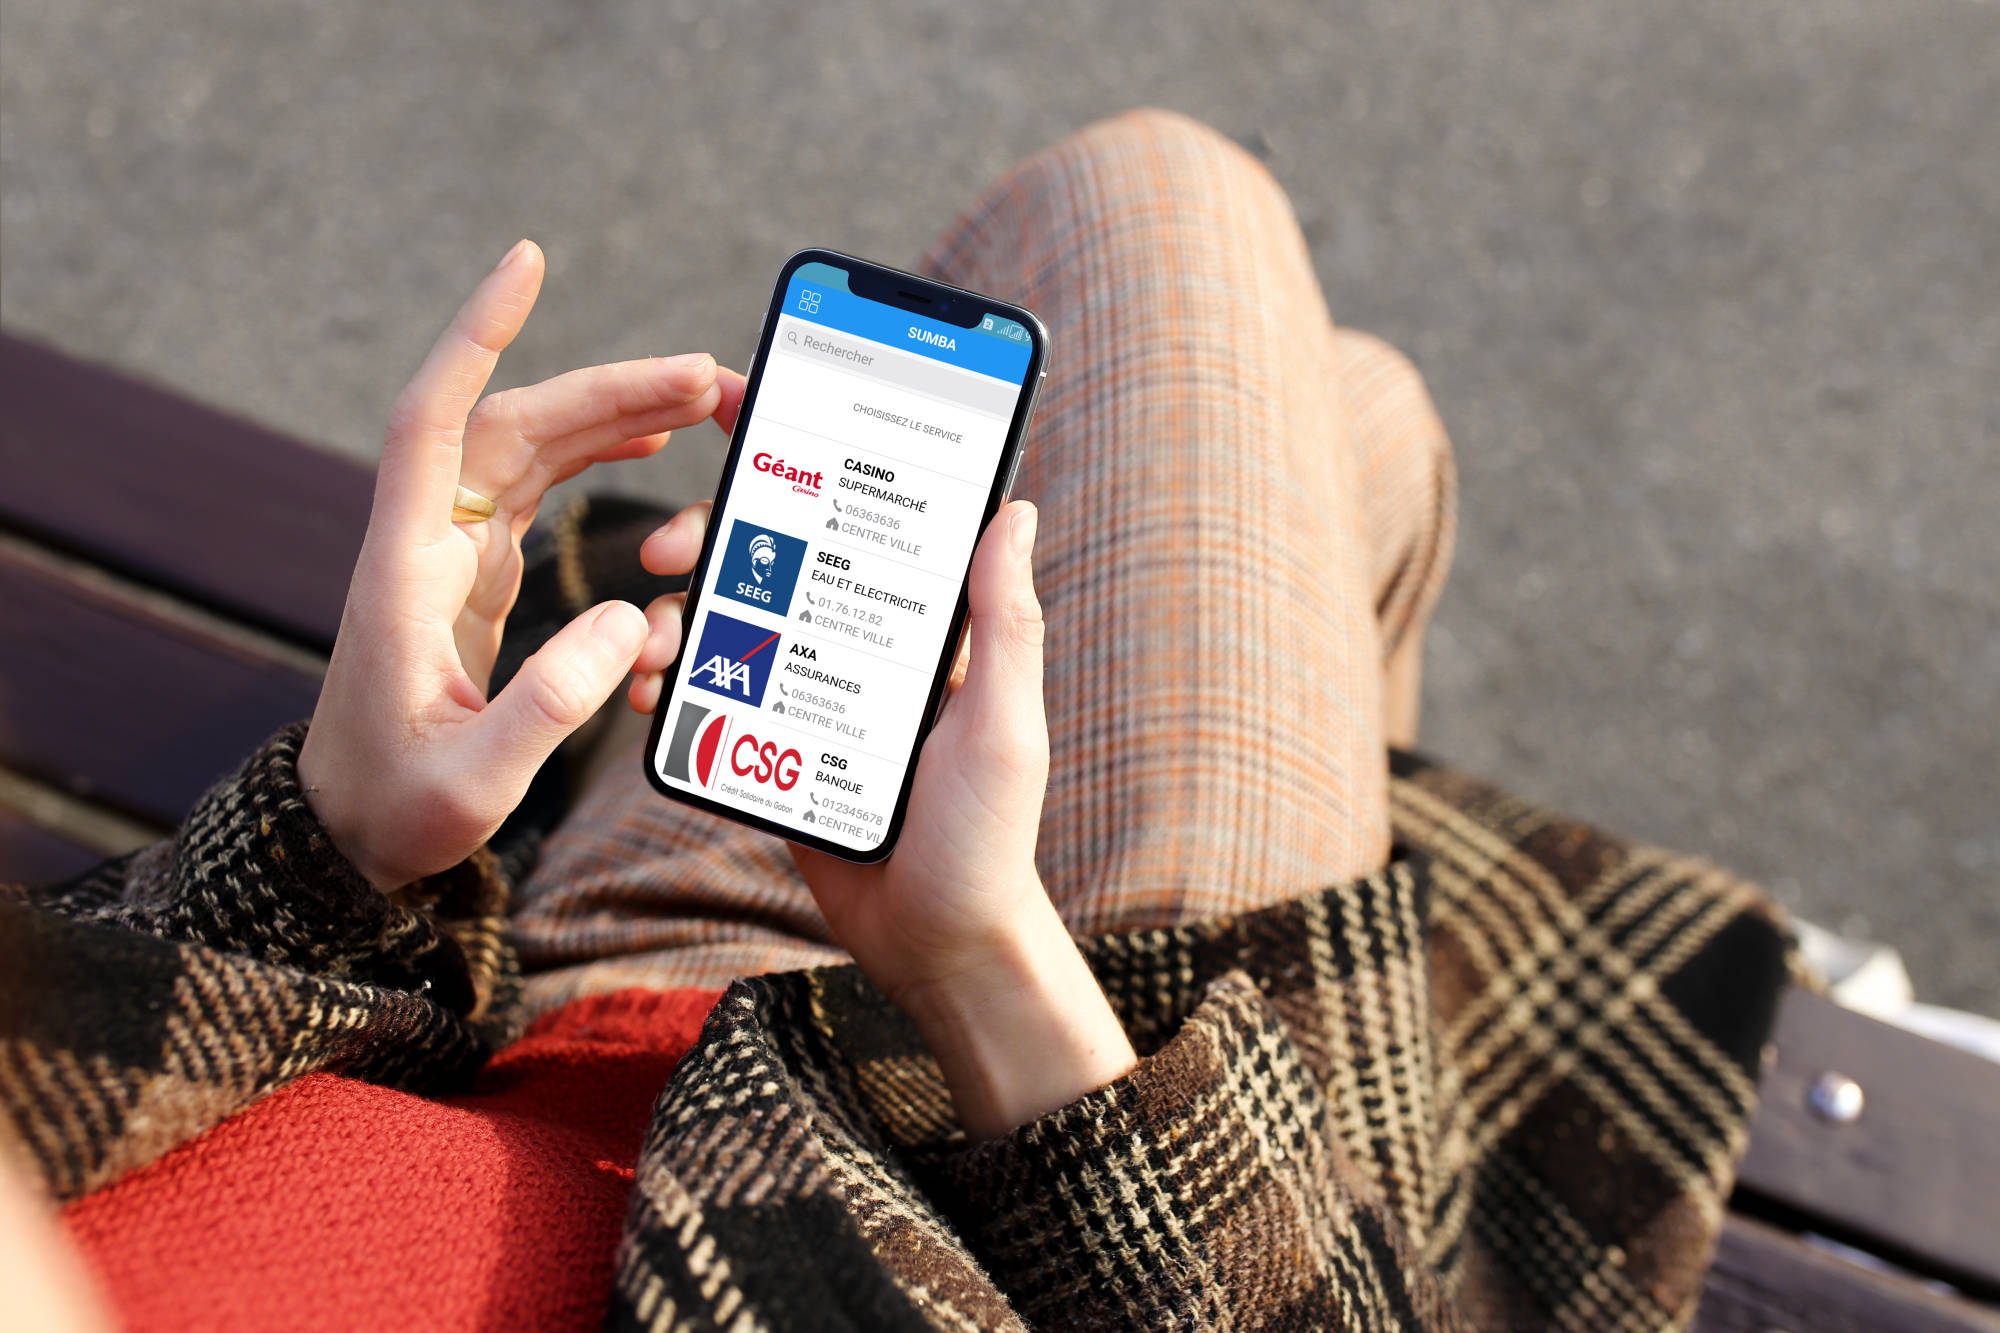 SUMBA
Rechercher
CHOISISSEZ LE SERVICE
Géant
Casino
CASINO
SUPERMARCHÉ
06363636
CENTRE VILLE
SEEG
SEEG
EAU ET ELECTRICITE
01.76.12.82
CENTRE VILLE
AXA
AXA
ASSURANCES
06363636
CENTRE VILLE
CSG
Crédit Solidaire du Gabon
CSG
BANQUE
012345678
CENTRE VIL